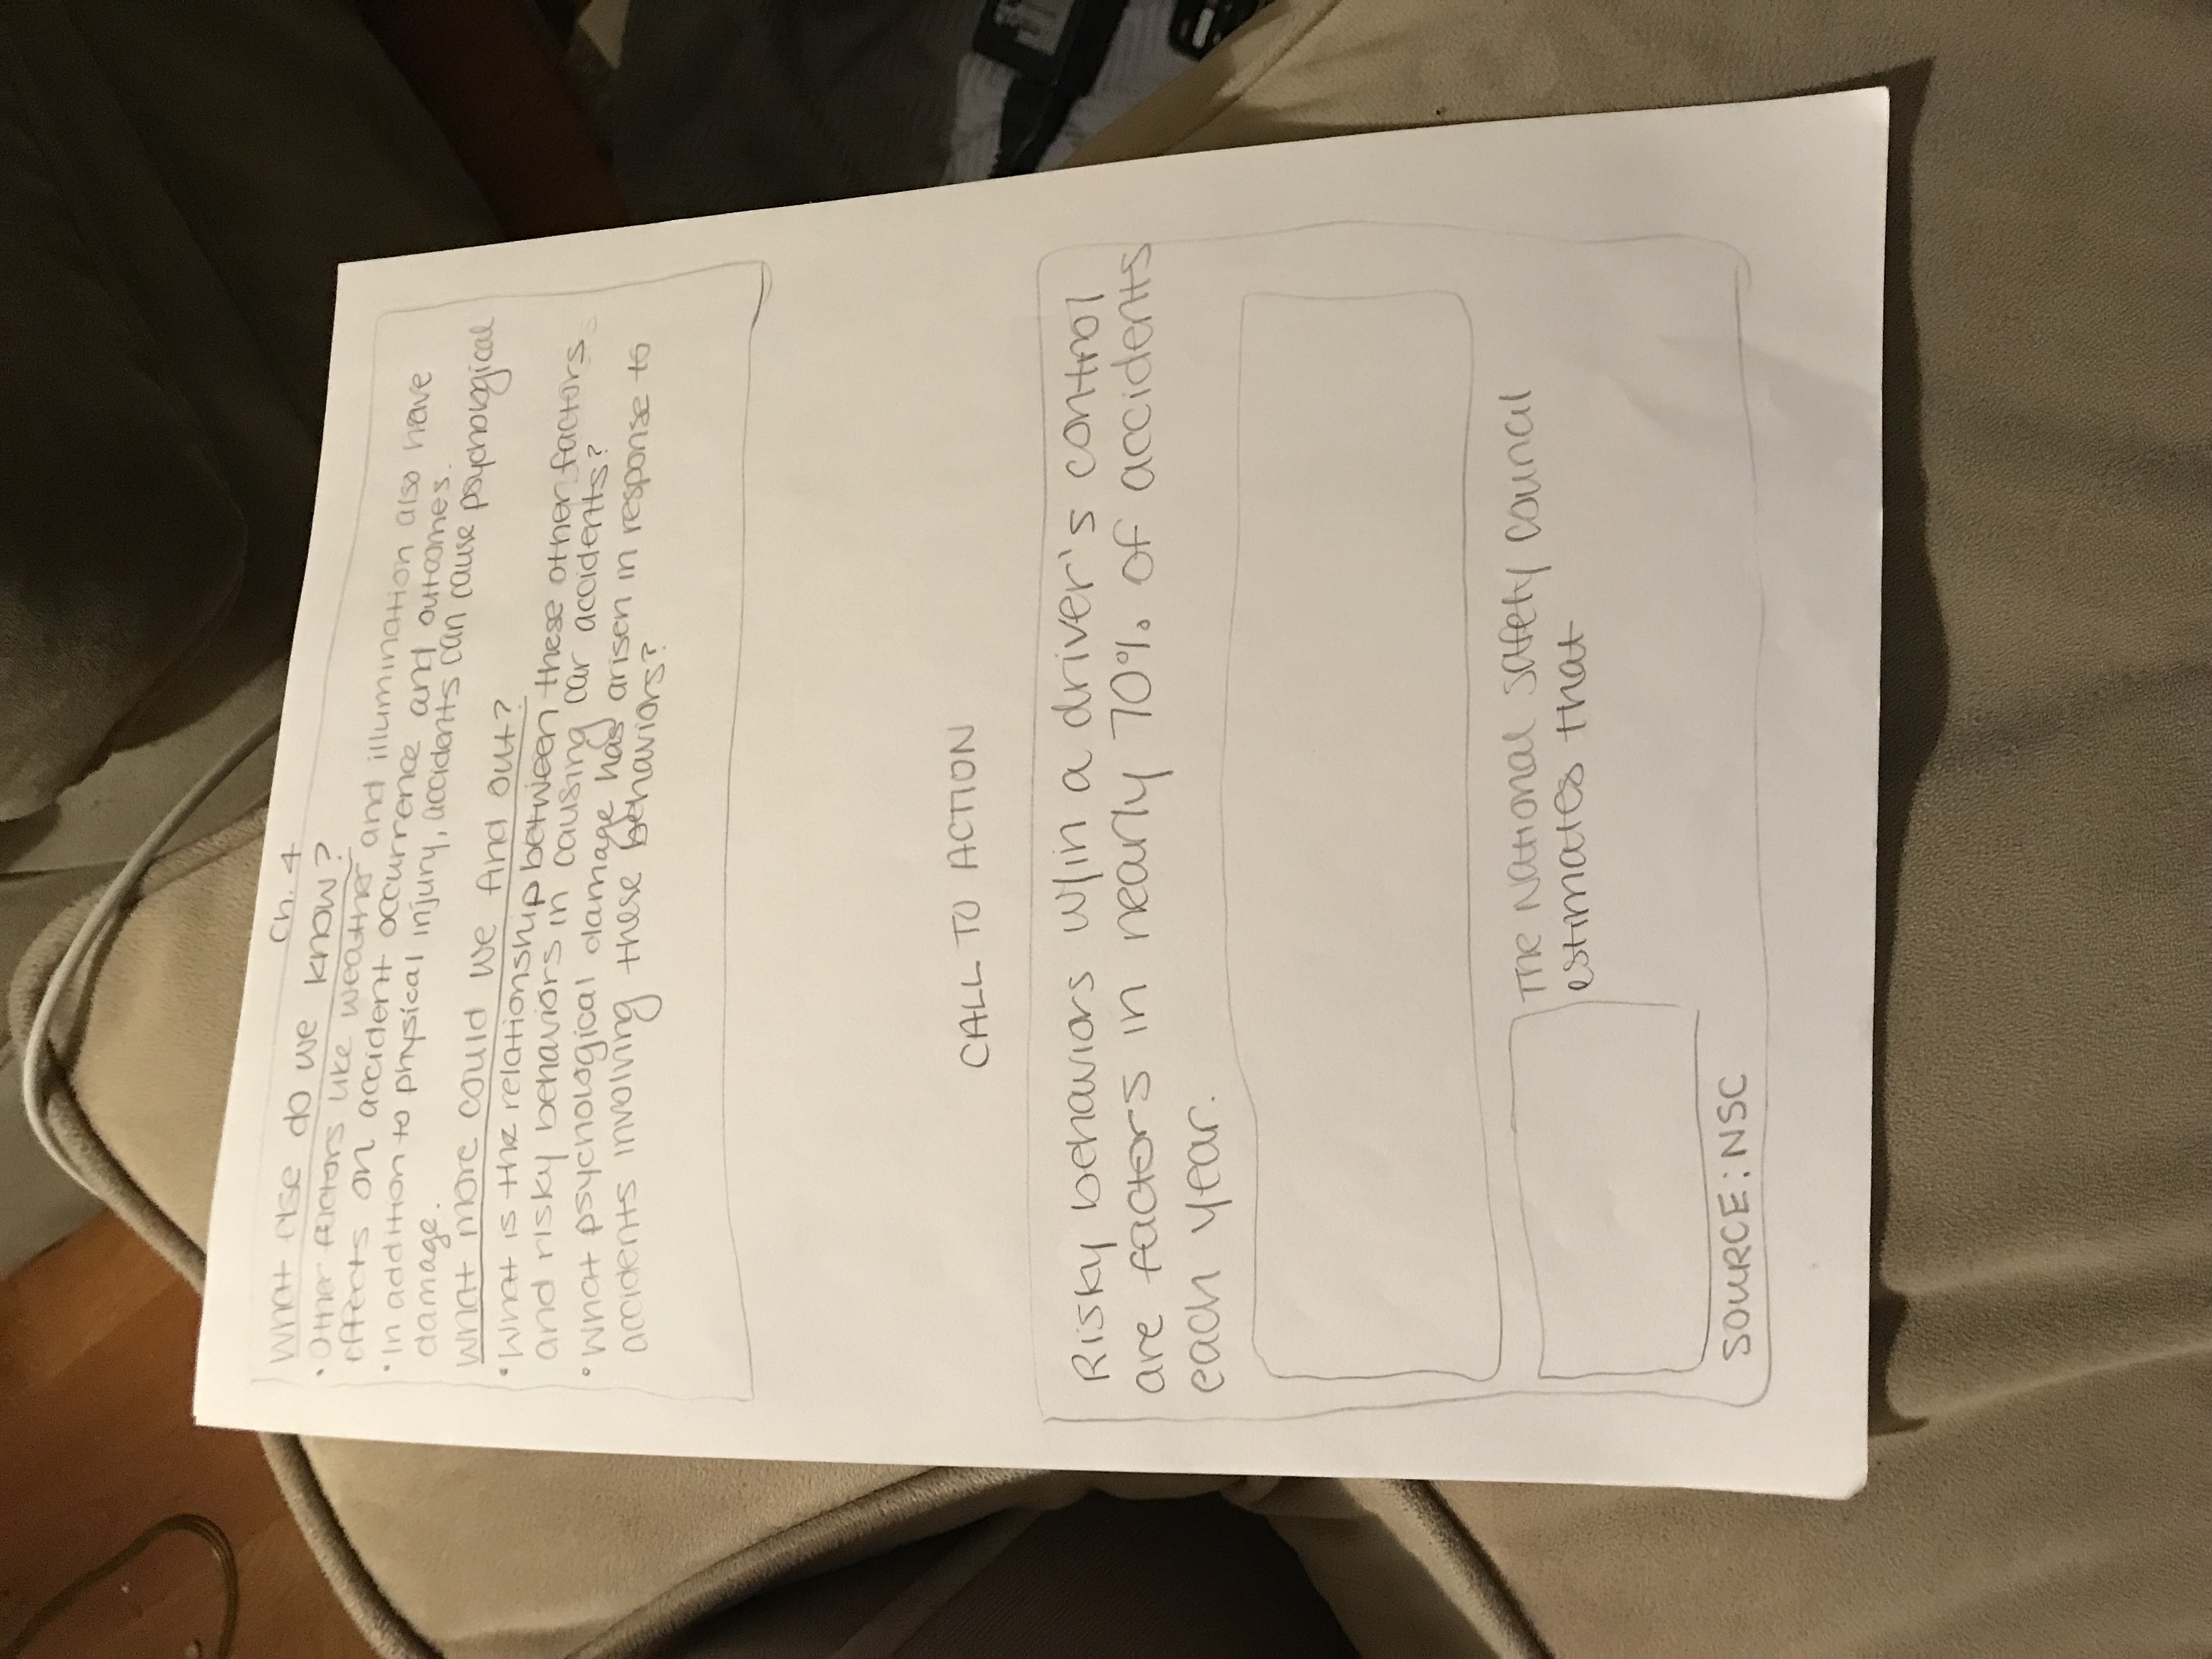 Ch. 4
What else do we know?
• Other factors like weather and illumination also have
effects on accident occurrence and outcomes.
• In addition to physical injury, accidents can cause psychological
damage.
What more could we find out?
• What is the relationship between these other factors
and risky behaviors in causing car accidents?
• What psychological damage has arisen in response to
accidents involving these behaviors?
CALL TO ACTION
Risky behaviors w/in a driver's control
are factors in nearly 70% of accidents
each year.
The National Safety Council
estimates that
SOURCE: NSC